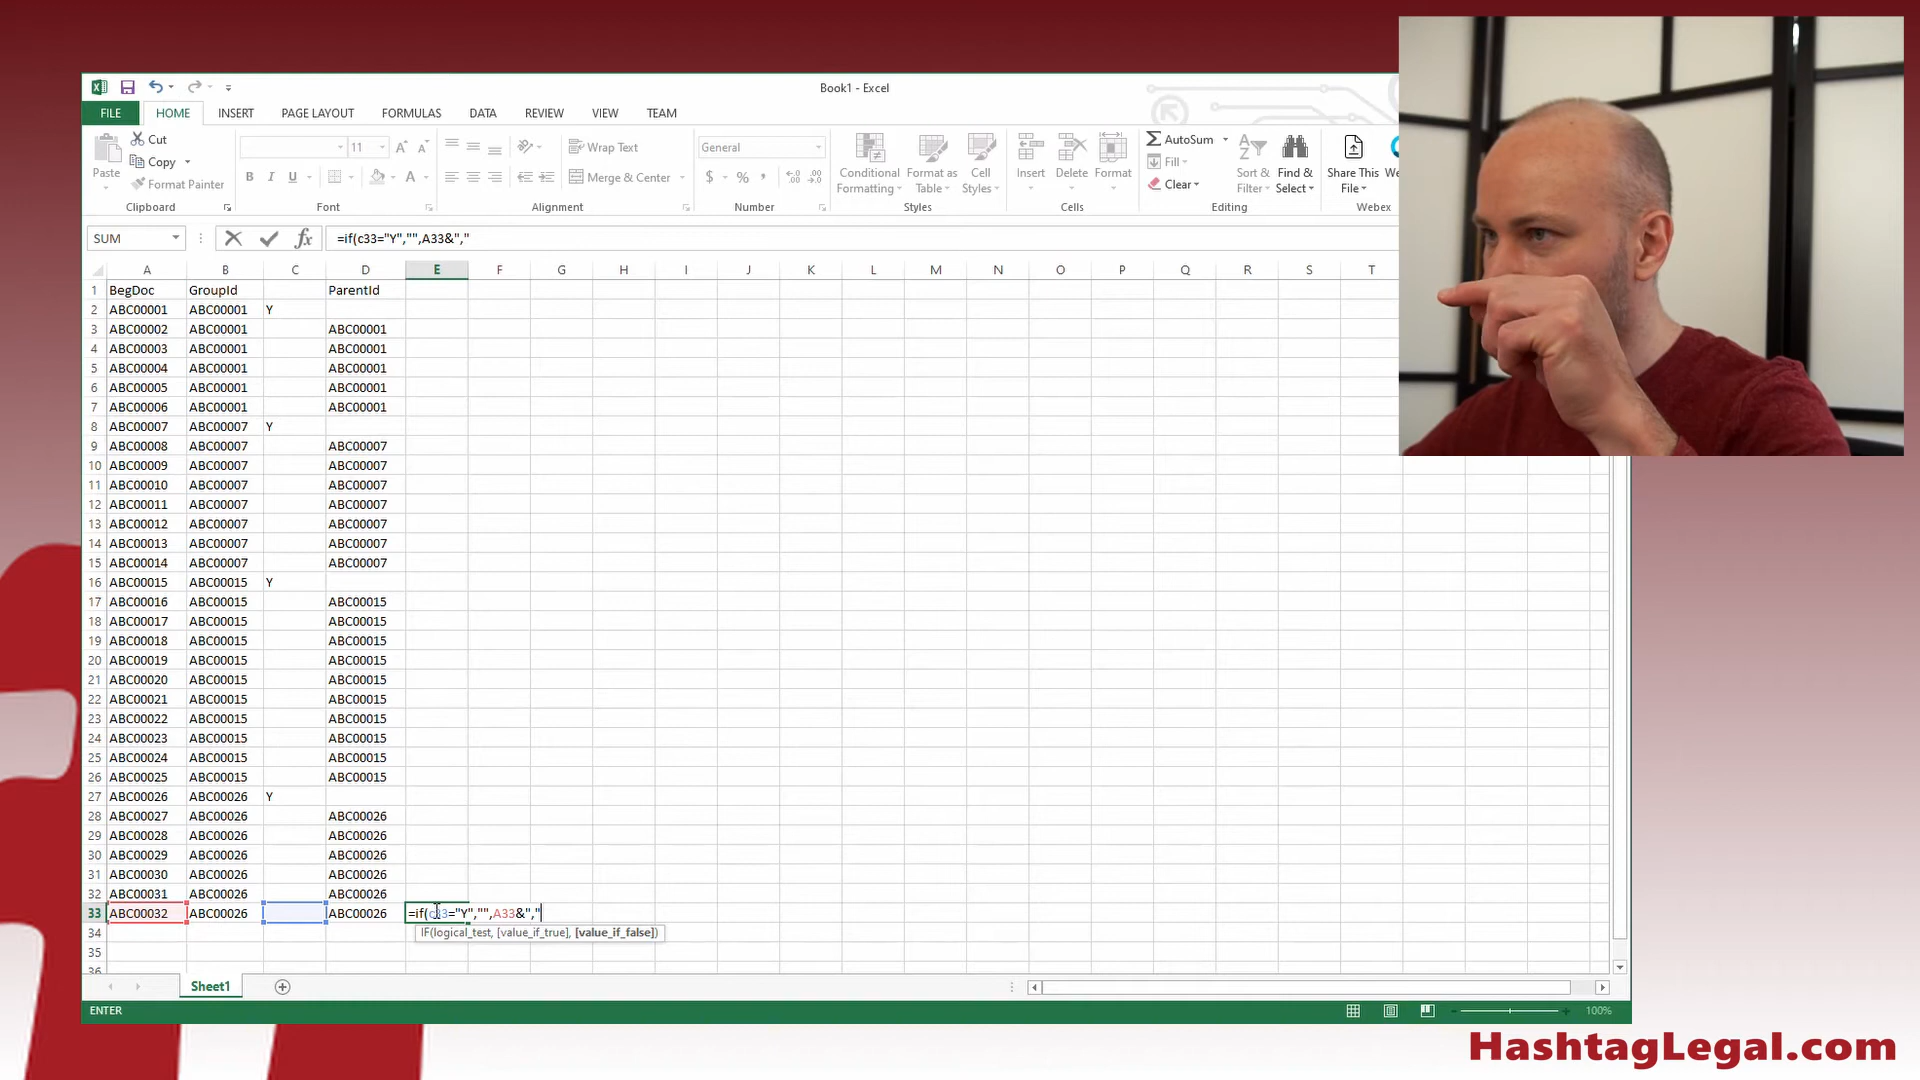 Book1 - Excel
FILE HOME INSERT PAGE LAYOUT FORMULAS DATA REVIEW VIEW TEAM
Paste Cut Copy Format Painter
11
B I U A
Wrap Text
Merge & Center
General
$ % ,
Conditional Formatting Format as Table Cell Styles
Insert Delete Format
AutoSum
Fill
Clear
Sort & Filter Find & Select
Share This File
Clipboard Font Alignment Number Styles Cells Editing Webex
SUM fx =if(c33="Y","",A33&","
A B C D E F G H I J K L M N O P Q R S T
1 BegDoc GroupId ParentId
2 ABC00001 ABC00001 Y
3 ABC00002 ABC00001 ABC00001
4 ABC00003 ABC00001 ABC00001
5 ABC00004 ABC00001 ABC00001
6 ABC00005 ABC00001 ABC00001
7 ABC00006 ABC00001 ABC00001
8 ABC00007 ABC00007 Y
9 ABC00008 ABC00007 ABC00007
10 ABC00009 ABC00007 ABC00007
11 ABC00010 ABC00007 ABC00007
12 ABC00011 ABC00007 ABC00007
13 ABC00012 ABC00007 ABC00007
14 ABC00013 ABC00007 ABC00007
15 ABC00014 ABC00007 ABC00007
16 ABC00015 ABC00015 Y
17 ABC00016 ABC00015 ABC00015
18 ABC00017 ABC00015 ABC00015
19 ABC00018 ABC00015 ABC00015
20 ABC00019 ABC00015 ABC00015
21 ABC00020 ABC00015 ABC00015
22 ABC00021 ABC00015 ABC00015
23 ABC00022 ABC00015 ABC00015
24 ABC00023 ABC00015 ABC00015
25 ABC00024 ABC00015 ABC00015
26 ABC00025 ABC00015 ABC00015
27 ABC00026 ABC00026 Y
28 ABC00027 ABC00026 ABC00026
29 ABC00028 ABC00026 ABC00026
30 ABC00029 ABC00026 ABC00026
31 ABC00030 ABC00026 ABC00026
32 ABC00031 ABC00026 ABC00026
33 ABC00032 ABC00026 ABC00026 =if(c33="Y","",A33&","
34 IF(logical_test, [value_if_true], [value_if_false])
35
36
Sheet1
ENTER 100%
HashtagLegal.com